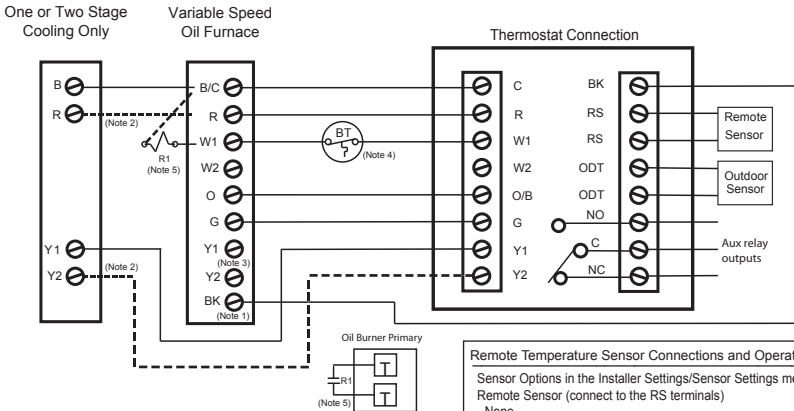 One or Two Stage
Cooling Only
Variable Speed
Oil Furnace
Thermostat Connection
B
R
(Note 2)
Y1
Y2
(Note 2)
R1
(Note 5)
B/C
R
W1
W2
O
G
Y1
(Note 3)
Y2
BK
(Note 1)
BT
(Note 4)
C
R
W1
W2
O/B
G
Y1
Y2
BK
RS
RS
ODT
ODT
NO
C
NC
Remote
Sensor
Outdoor
Sensor
Aux relay
outputs
Oil Burner Primary
R1
(Note 5)
T
T
Remote Temperature Sensor Connections and Operat
Sensor Options in the Installer Settings/Sensor Settings me
Remote Sensor (connect to the RS terminals)